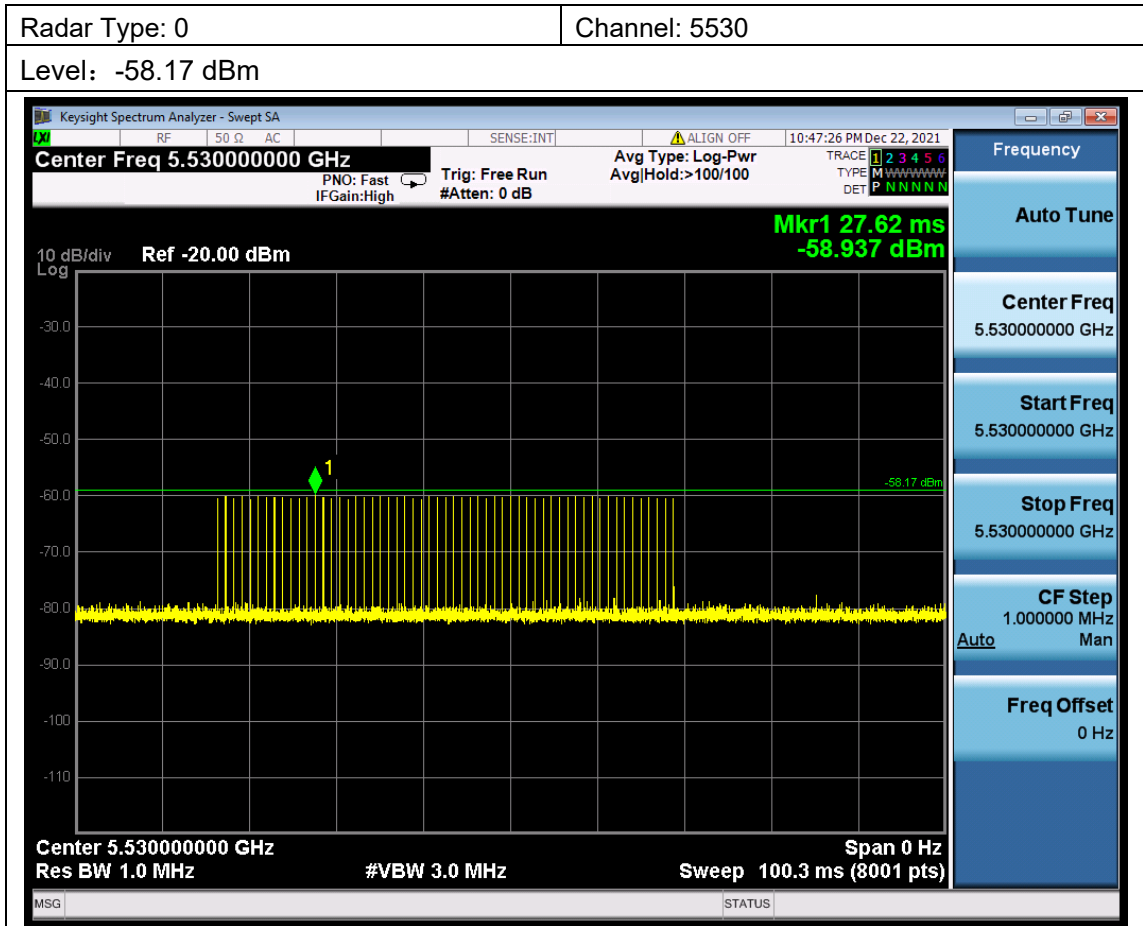 Radar Type: 0
Channel: 5530
Level：-58.17 dBm
Keysight Spectrum Analyzer - Swept SA
LXI RF 50 Ω AC SENSE:INT ALIGN OFF 10:47:26 PM Dec 22, 2021
Center Freq 5.530000000 GHz
PNO: Fast
IFGain:High
Trig: Free Run
#Atten: 0 dB
Avg Type: Log-Pwr
Avg|Hold:>100/100
TRACE 1 2 3 4 5 6
TYPE M WWWWW
DET P N N N N N
Mkr1 27.62 ms
-58.937 dBm
10 dB/div
Log
Ref -20.00 dBm
-30.0
-40.0
-50.0
1
-58.17 dBm
-60.0
-70.0
-80.0
-90.0
-100
-110
Center 5.530000000 GHz
Span 0 Hz
Res BW 1.0 MHz
#VBW 3.0 MHz
Sweep 100.3 ms (8001 pts)
MSG
STATUS
Frequency
Auto Tune
Center Freq
5.530000000 GHz
Start Freq
5.530000000 GHz
Stop Freq
5.530000000 GHz
CF Step
1.000000 MHz
Auto Man
Freq Offset
0 Hz